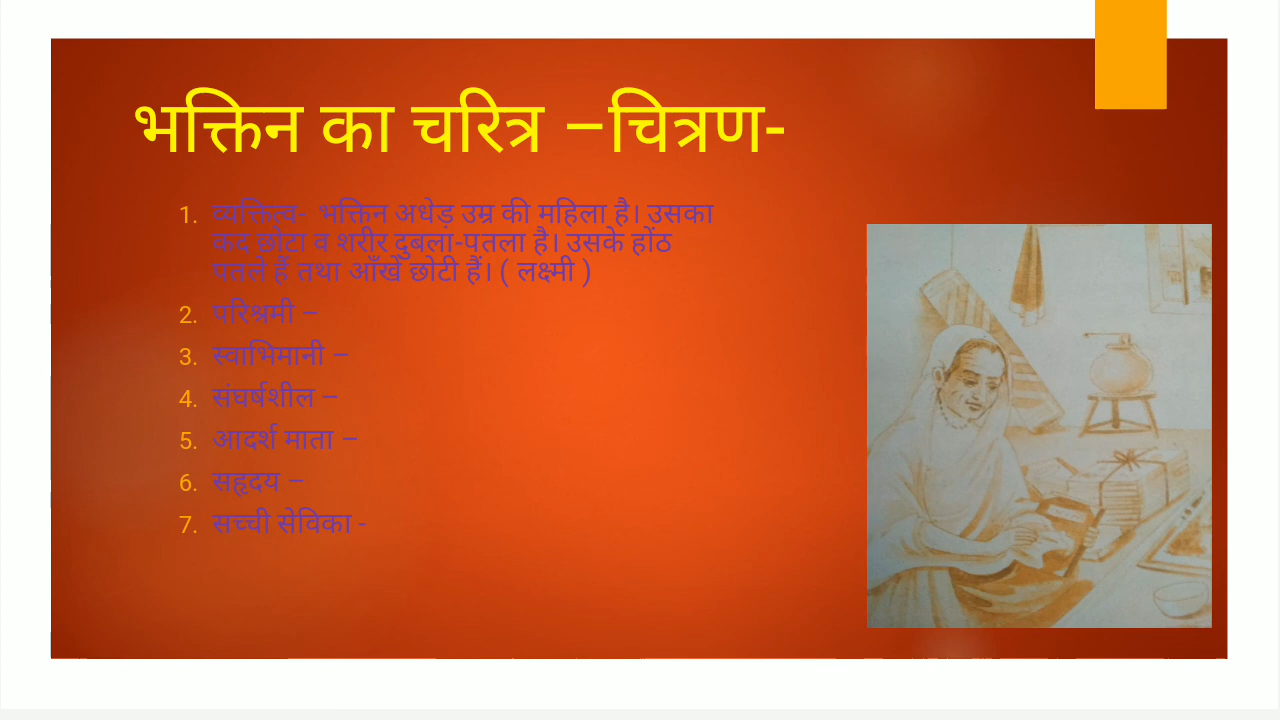 भक्तिन का चरित्र –चित्रण-
1. व्यक्तित्व- भक्तिन अधेड़ उम्र की महिला है। उसका
कद छोटा व शरीर दुबला-पतला है। उसके होंठ
पतले हैं तथा आँखें छोटी हैं। ( लक्ष्मी )
2. परिश्रमी –
3. स्वाभिमानी –
4. संघर्षशील –
5. आदर्श माता –
6. सहृदय –
7. सच्ची सेविका -